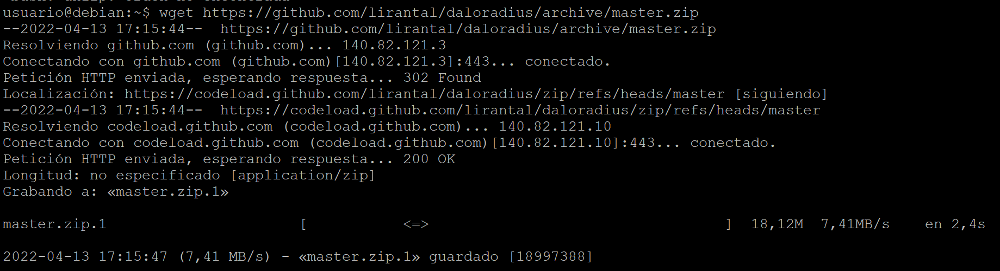 usuario@debian:~$ wget https://github.com/lirantal/daloradius/archive/master.zip
--2022-04-13 17:15:44--  https://github.com/lirantal/daloradius/archive/master.zip
Resolviendo github.com (github.com)... 140.82.121.3
Conectando con github.com (github.com)[140.82.121.3]:443... conectado.
Petición HTTP enviada, esperando respuesta... 302 Found
Localización: https://codeload.github.com/lirantal/daloradius/zip/refs/heads/master [siguiendo]
--2022-04-13 17:15:44--  https://codeload.github.com/lirantal/daloradius/zip/refs/heads/master
Resolviendo codeload.github.com (codeload.github.com)... 140.82.121.10
Conectando con codeload.github.com (codeload.github.com)[140.82.121.10]:443... conectado.
Petición HTTP enviada, esperando respuesta... 200 OK
Longitud: no especificado [application/zip]
Grabando a: «master.zip.1»
master.zip.1                      [           <=>                                  ]  18,12M  7,41MB/s    en 2,4s
2022-04-13 17:15:47 (7,41 MB/s) - «master.zip.1» guardado [18997388]